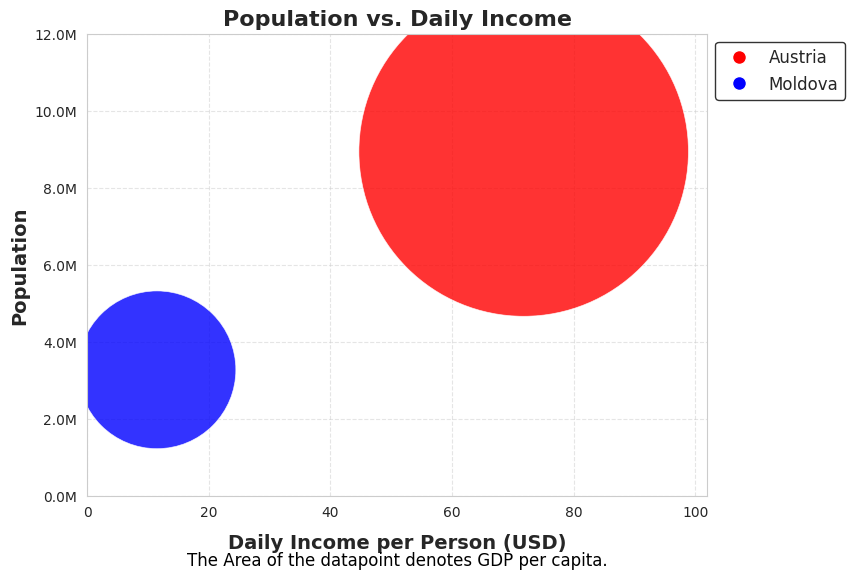 Population vs. Daily Income
Austria
Moldova
12.0M
10.0M
8.0M
6.0M
4.0M
2.0M
0.0M
Population
0 20 40 60 80 100
Daily Income per Person (USD)
The Area of the datapoint denotes GDP per capita.